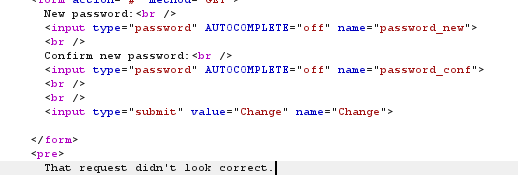 <form action="#" method="GET">
New password:<br />
<input type="password" AUTOCOMPLETE="off" name="password_new">
<br />
Confirm new password:<br />
<input type="password" AUTOCOMPLETE="off" name="password_conf">
<br />
<br />
<input type="submit" value="Change" name="Change">
</form>
<pre>
That request didn't look correct.